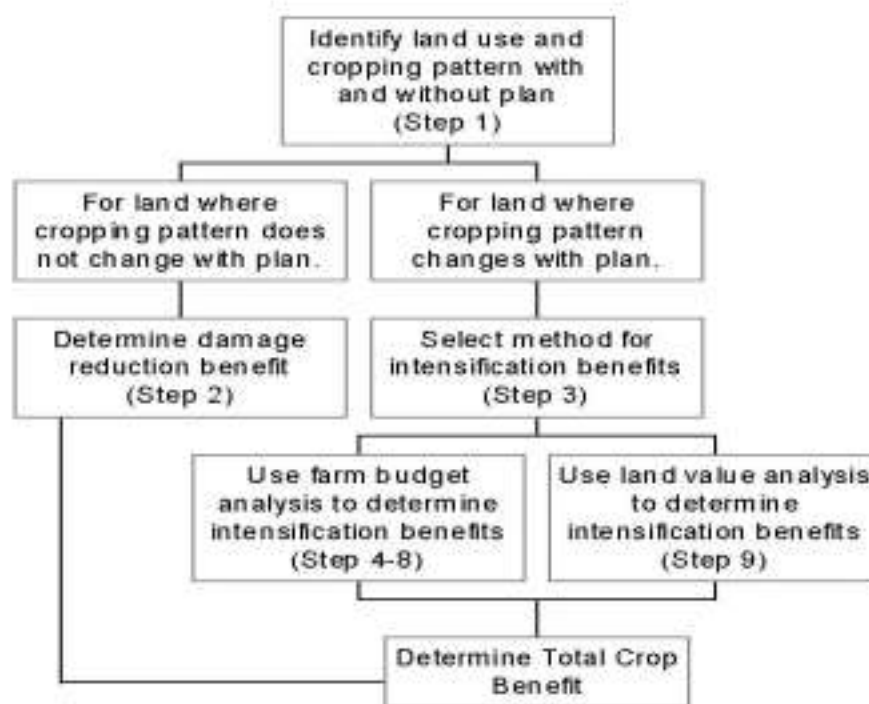 Identify land use and
cropping pattern with
and without plan
(Step 1)
For land where
cropping pattern does
not change with plan.
For land where
cropping pattern
changes with plan.
Determine damage
reduction benefit
(Step 2)
Select method for
intensification benefits
(Step 3)
Use farm budget
analysis to determine
intensification benefits
(Step 4-8)
Use land value analysis
to determine
intensification benefits
(Step 9)
Determine Total Crop
Benefit